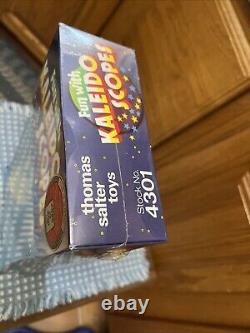 Fun with
KALEIDO
SCOPES
thomas
salter
toys
Stock No.
4301